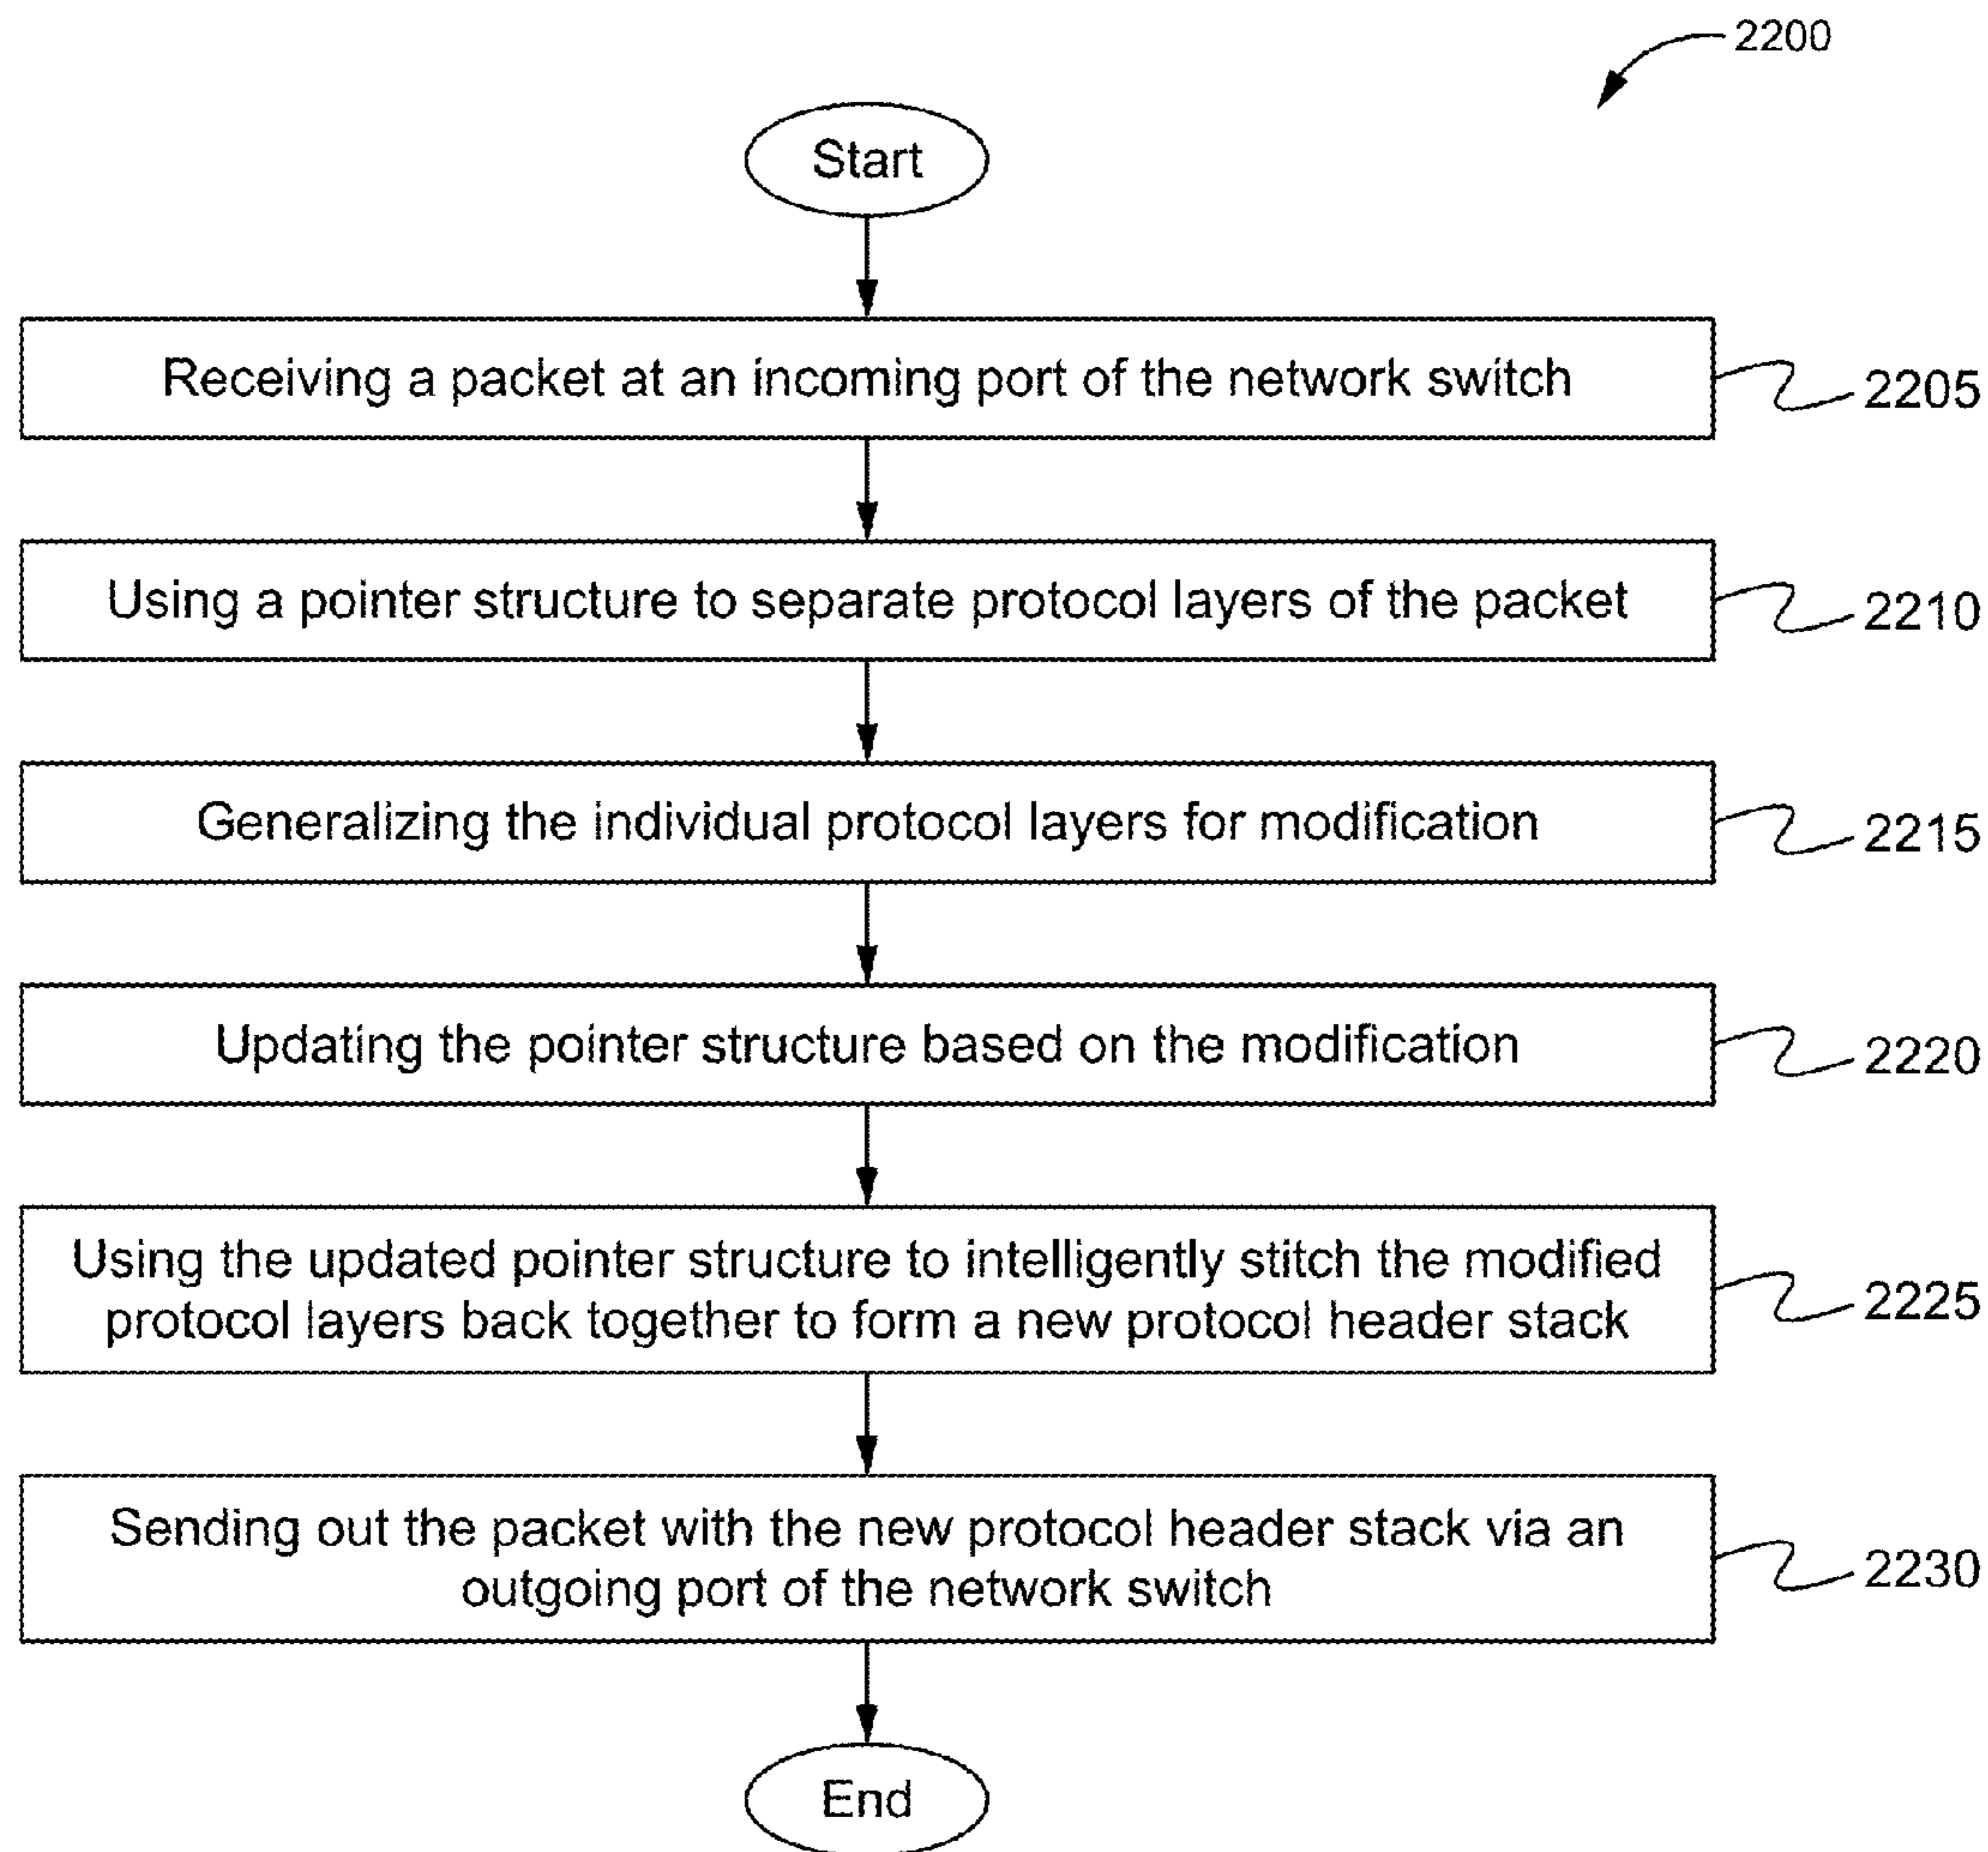 2200
Start
Receiving a packet at an incoming port of the network switch
2205
Using a pointer structure to separate protocol layers of the packet
2210
Generalizing the individual protocol layers for modification
2215
Updating the pointer structure based on the modification
2220
Using the updated pointer structure to intelligently stitch the modified
protocol layers back together to form a new protocol header stack
2225
Sending out the packet with the new protocol header stack via an
outgoing port of the network switch
2230
End